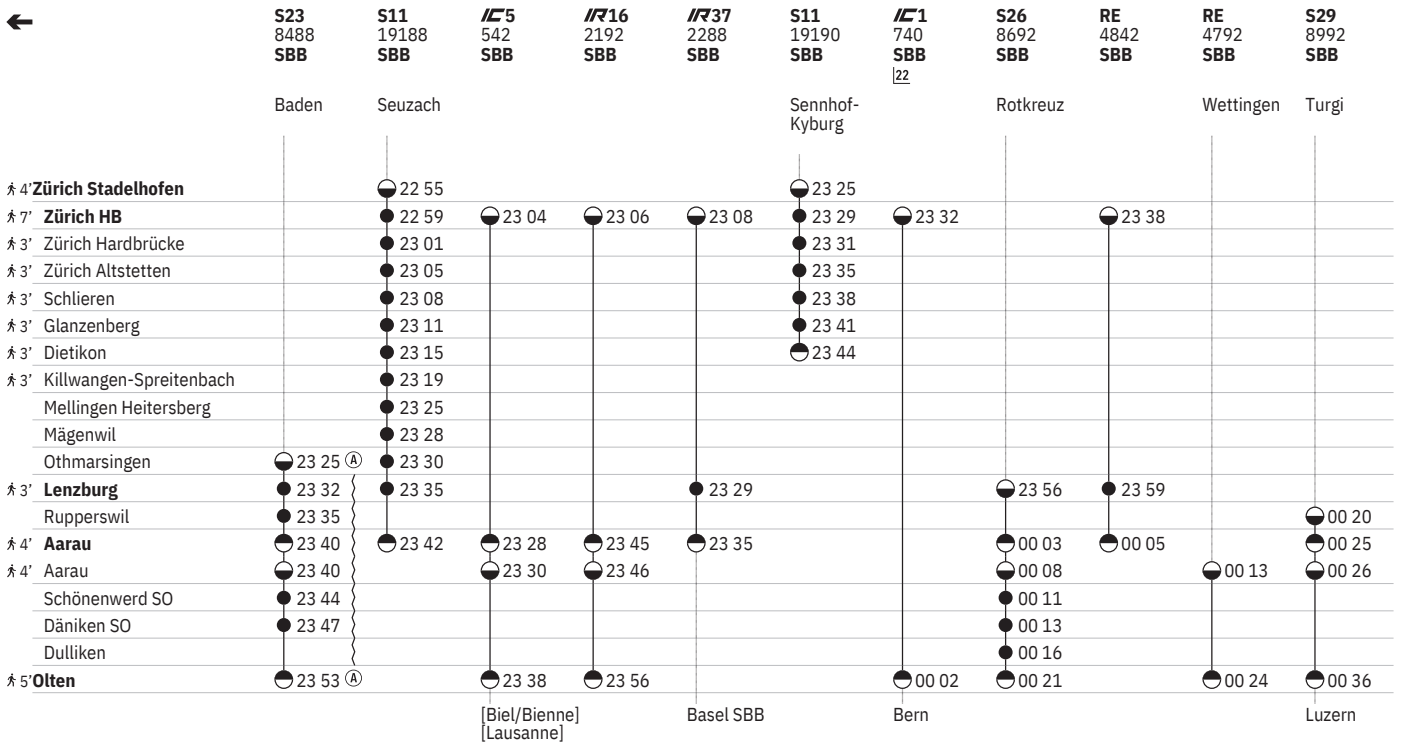 S23 S11 IC5 IR16 IR37 S11 IC1 S26 RE RE S29
8488 19188 542 2192 2288 19190 740 8692 4842 4792 8992
SBB SBB SBB SBB SBB SBB SBB SBB SBB SBB SBB
22
Baden Seuzach Sennhof- Rotkreuz Wettingen Turgi
Kyburg
4' Zürich Stadelhofen 22 55 23 25
7' Zürich HB 22 59 23 04 23 06 23 08 23 29 23 32 23 38
3' Zürich Hardbrücke 23 01 23 31
3' Zürich Altstetten 23 05 23 35
3' Schlieren 23 08 23 38
3' Glanzenberg 23 11 23 41
3' Dietikon 23 15 23 44
3' Killwangen-Spreitenbach 23 19
Mellingen Heitersberg 23 25
Mägenwil 23 28
Othmarsingen 23 25 A 23 30
3' Lenzburg 23 32 23 35 23 29 23 56 23 59
Rupperswil 23 35 00 20
4' Aarau 23 40 23 42 23 28 23 45 23 35 00 03 00 05 00 25
4' Aarau 23 40 23 30 23 46 00 08 00 13 00 26
Schönenwerd SO 23 44 00 11
Däniken SO 23 47 00 13
Dulliken 00 16
5' Olten 23 53 A 23 38 23 56 00 02 00 21 00 24 00 36
[Biel/Bienne] Basel SBB Bern Luzern
[Lausanne]